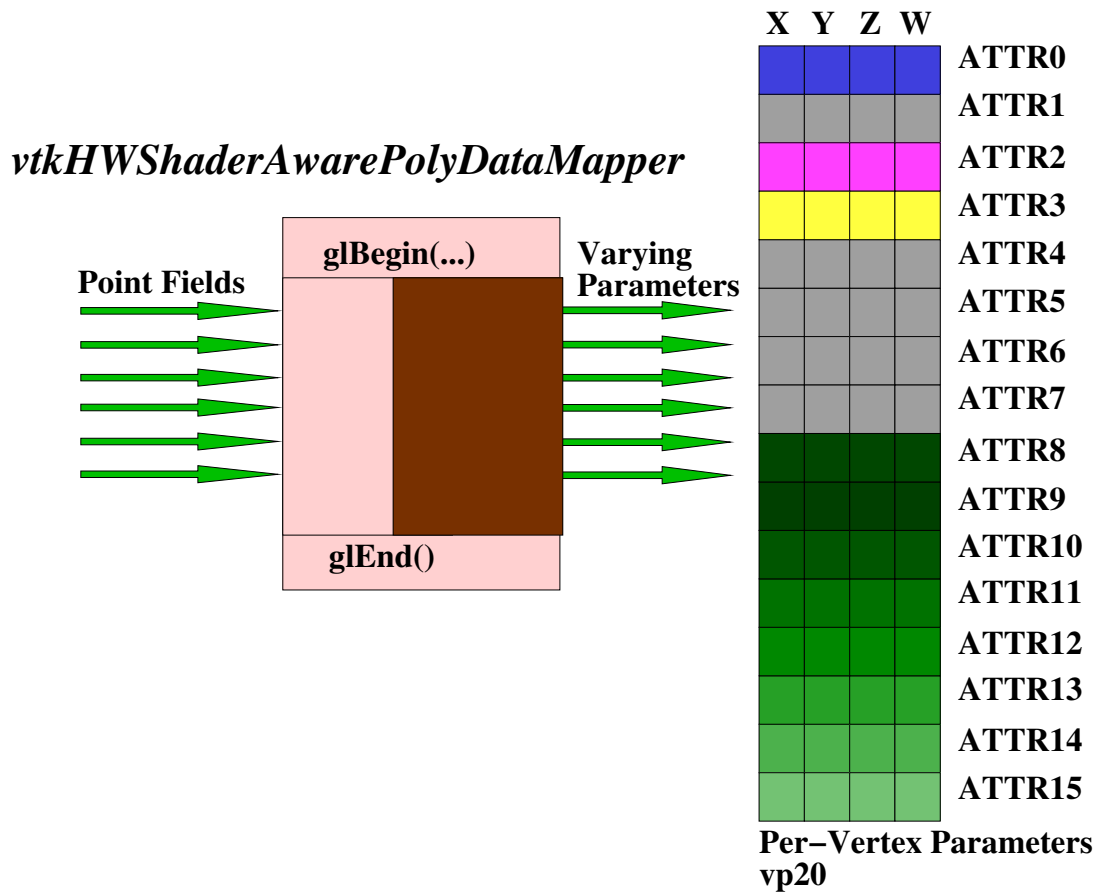 vtkHWShaderAwarePolyDataMapper
Point Fields
glBegin(...)
glEnd()
Varying
Parameters
X Y Z W
ATTR0
ATTR1
ATTR2
ATTR3
ATTR4
ATTR5
ATTR6
ATTR7
ATTR8
ATTR9
ATTR10
ATTR11
ATTR12
ATTR13
ATTR14
ATTR15
Per−Vertex Parameters
vp20